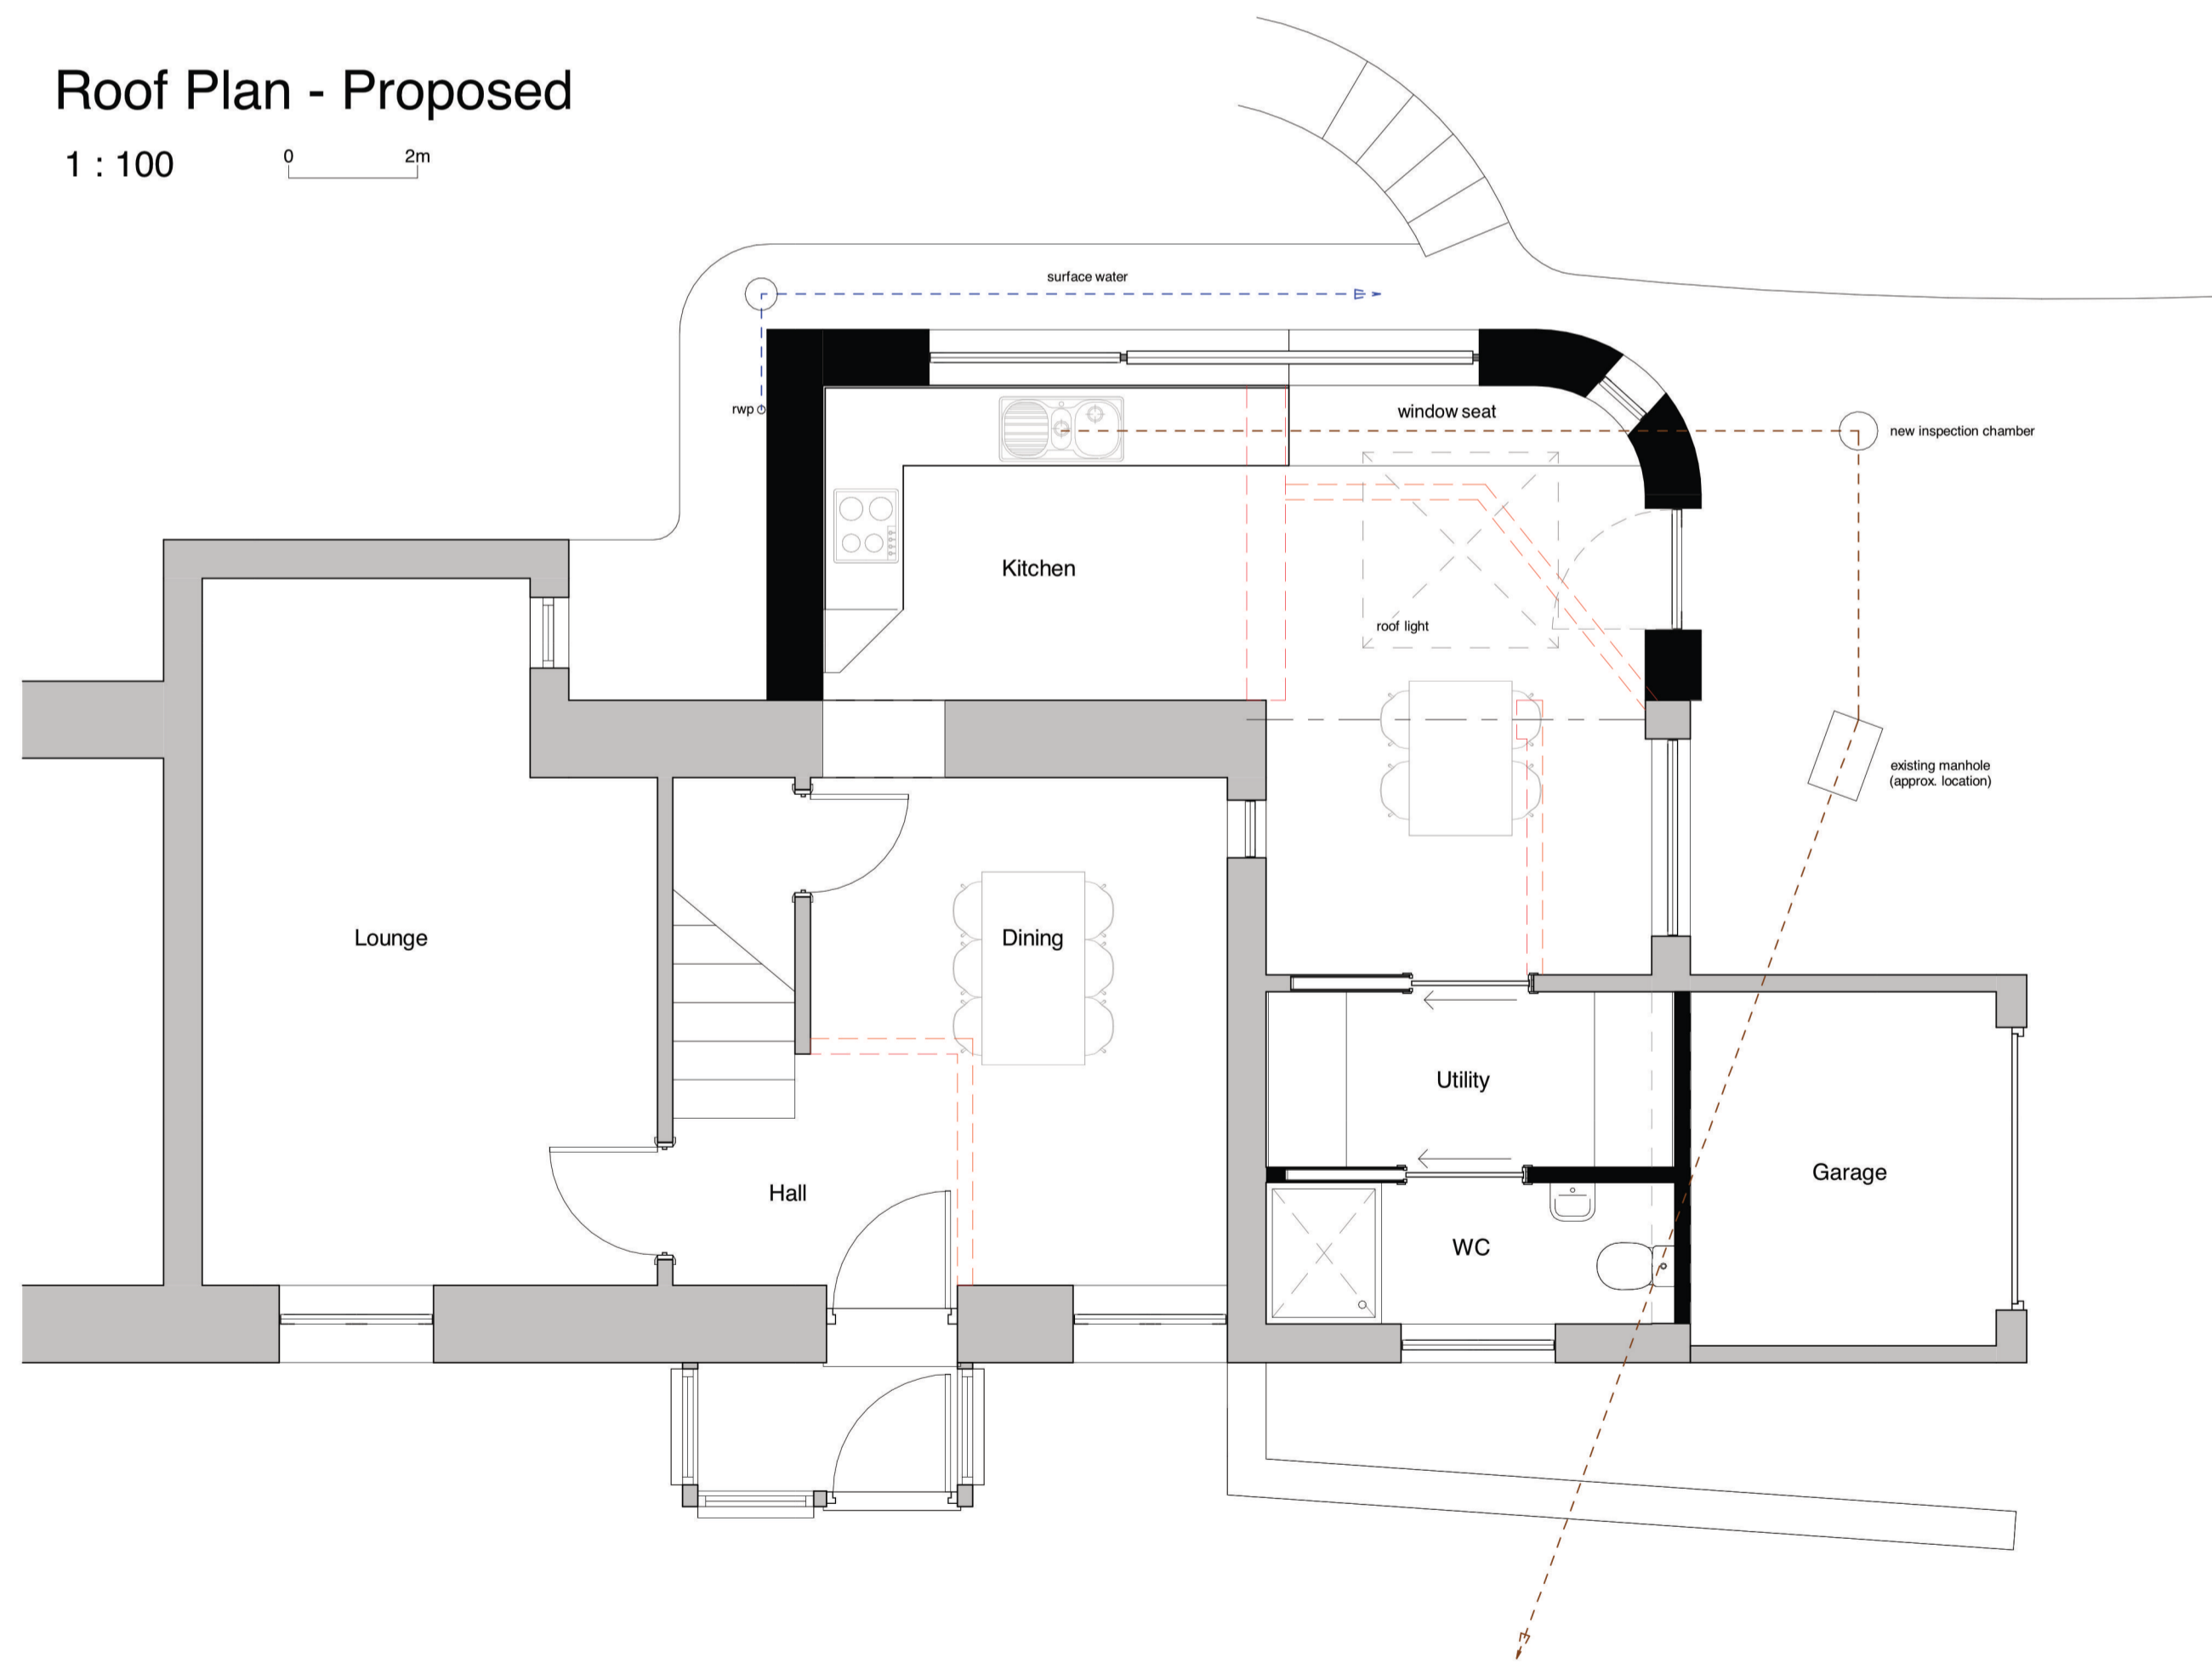 Roof Plan - Proposed
1 : 100
0 2m
surface water
rwp
window seat
new inspection chamber
Kitchen
roof light
existing manhole
(approx. location)
Lounge
Dining
Utility
Garage
Hall
WC